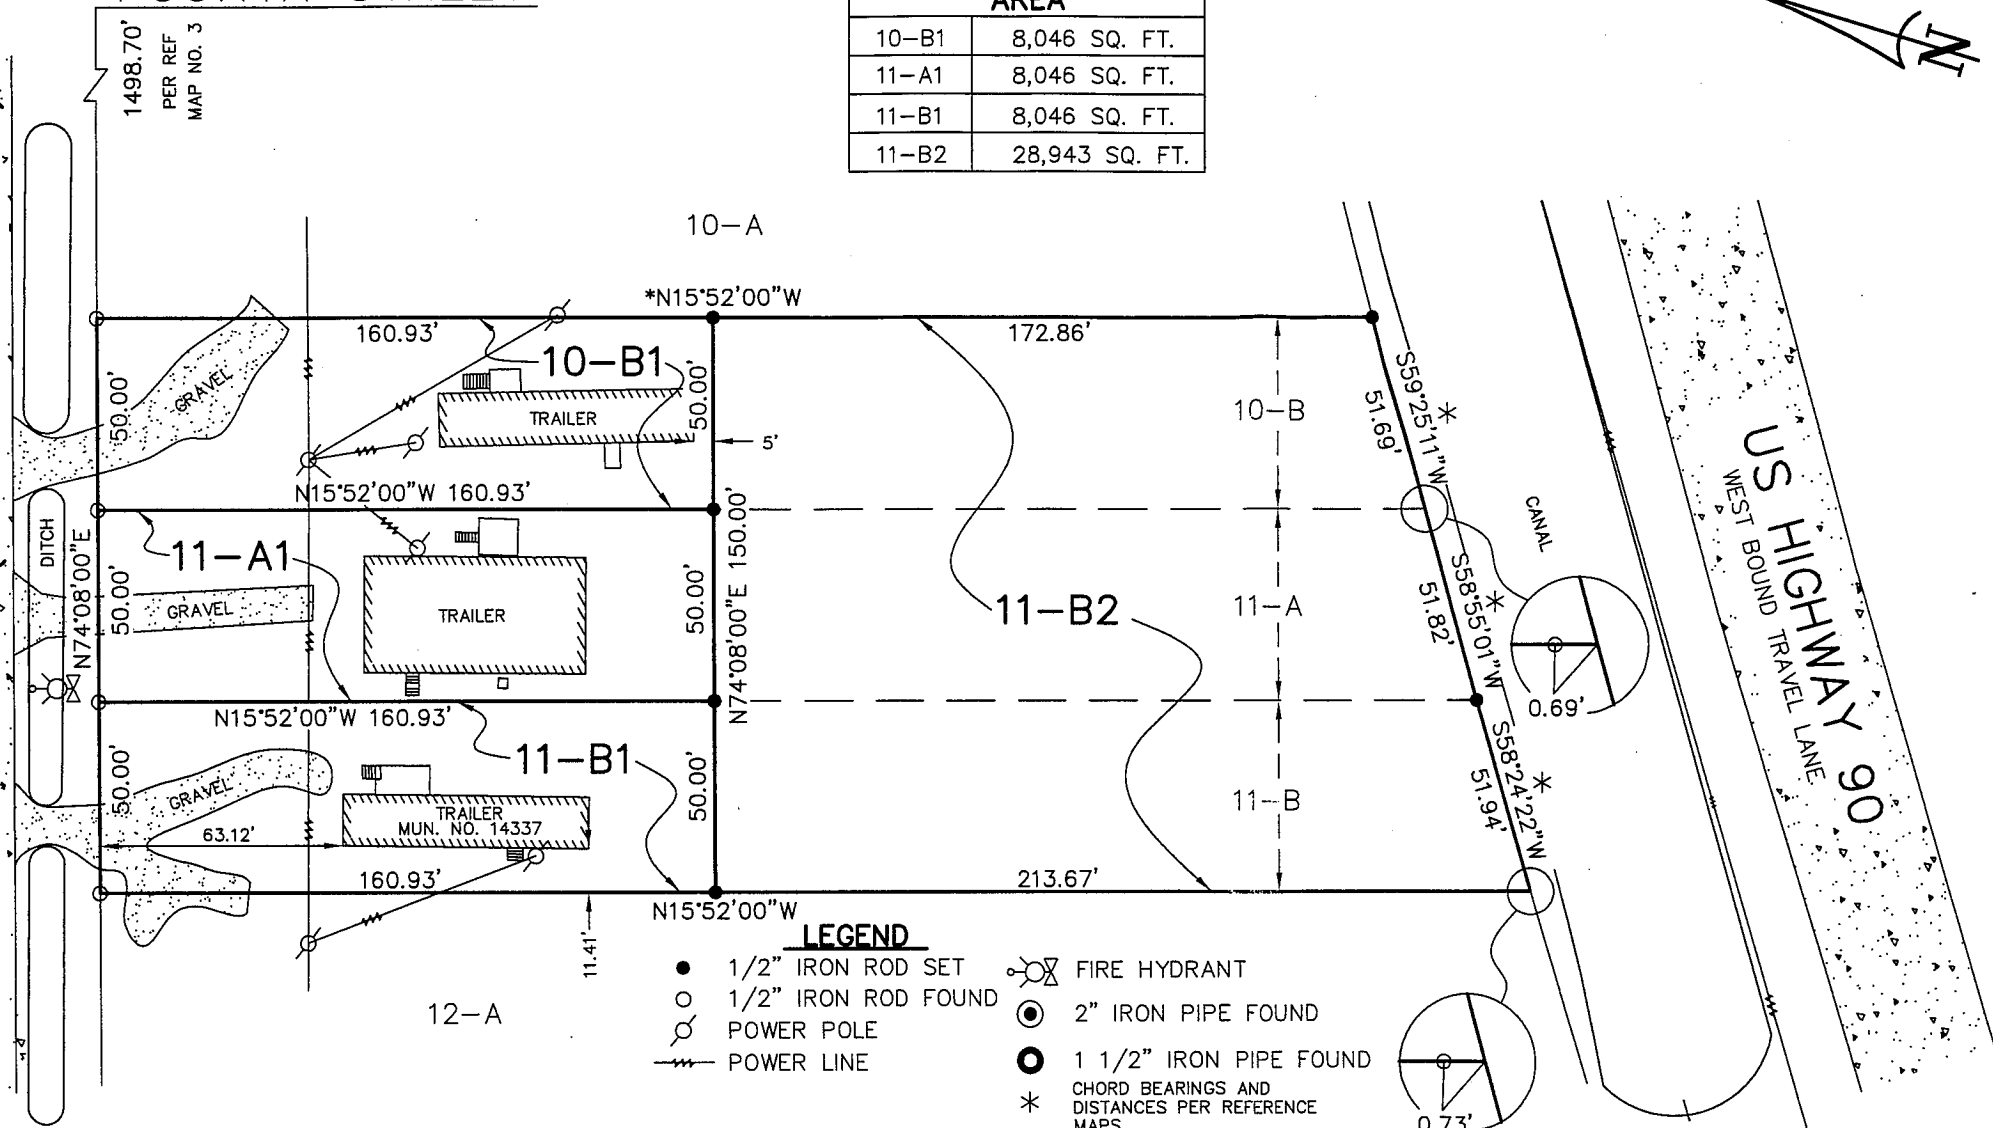 1498.70'
PER REF
MAP NO. 3
AREA
10-B1 8,046 SQ. FT.
11-A1 8,046 SQ. FT.
11-B1 8,046 SQ. FT.
11-B2 28,943 SQ. FT.
N
10-A
*N15°52'00"W
160.93'
172.86'
10-B1
GRAVEL
50.00'
TRAILER
50.00'
5'
10-B
S59°25'11"W
*
51.69'
N15°52'00"W 160.93'
DITCH
N74°08'00"E
11-A1
50.00'
GRAVEL
TRAILER
50.00'
N74°08'00"E 150.00'
11-B2
11-A
S58°55'01"W
*
51.82'
CANAL
0.69'
US HIGHWAY 90
WEST BOUND TRAVEL LANE
N15°52'00"W 160.93'
11-B1
50.00'
GRAVEL
63.12'
TRAILER
MUN. NO. 14337
50.00'
11-B
S58°24'22"W
*
51.94'
160.93'
213.67'
N15°52'00"W
11.41'
12-A
LEGEND
1/2" IRON ROD SET
1/2" IRON ROD FOUND
POWER POLE
POWER LINE
FIRE HYDRANT
2" IRON PIPE FOUND
1 1/2" IRON PIPE FOUND
* CHORD BEARINGS AND
DISTANCES PER REFERENCE
MAPS
0.73'